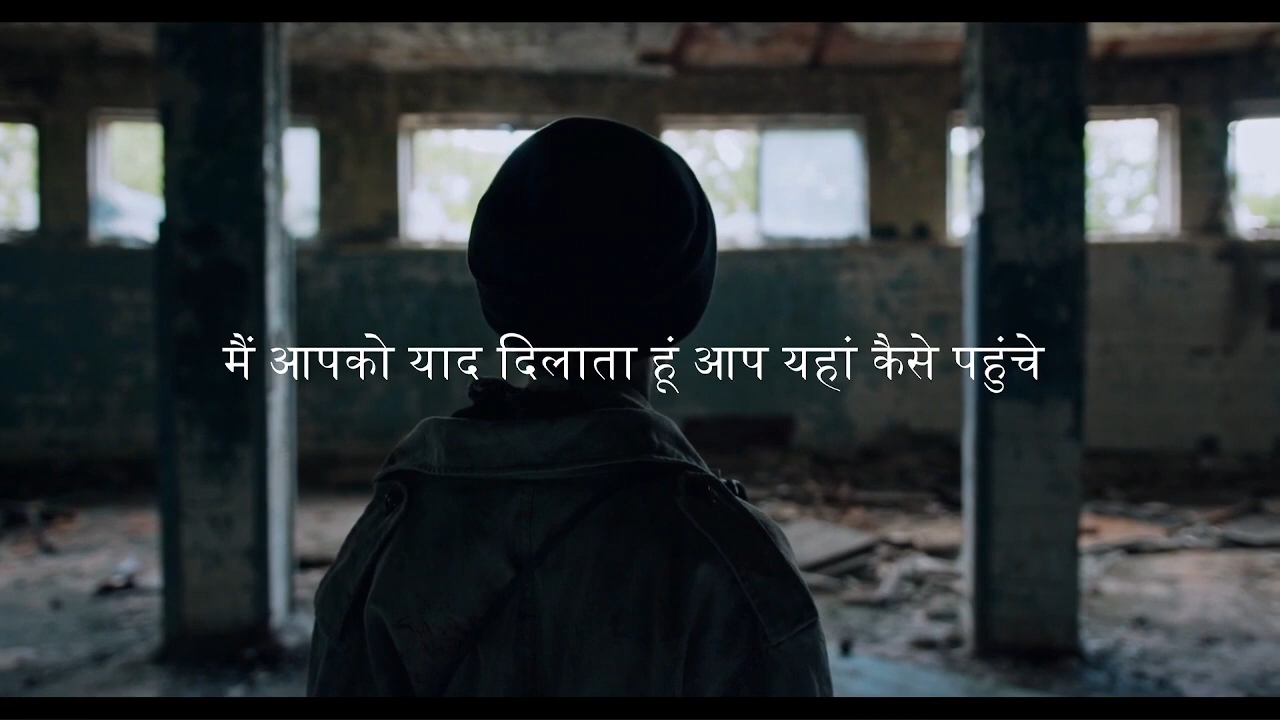 मैं आपको याद दिलाता हूं आप यहां कैसे पहुंचे